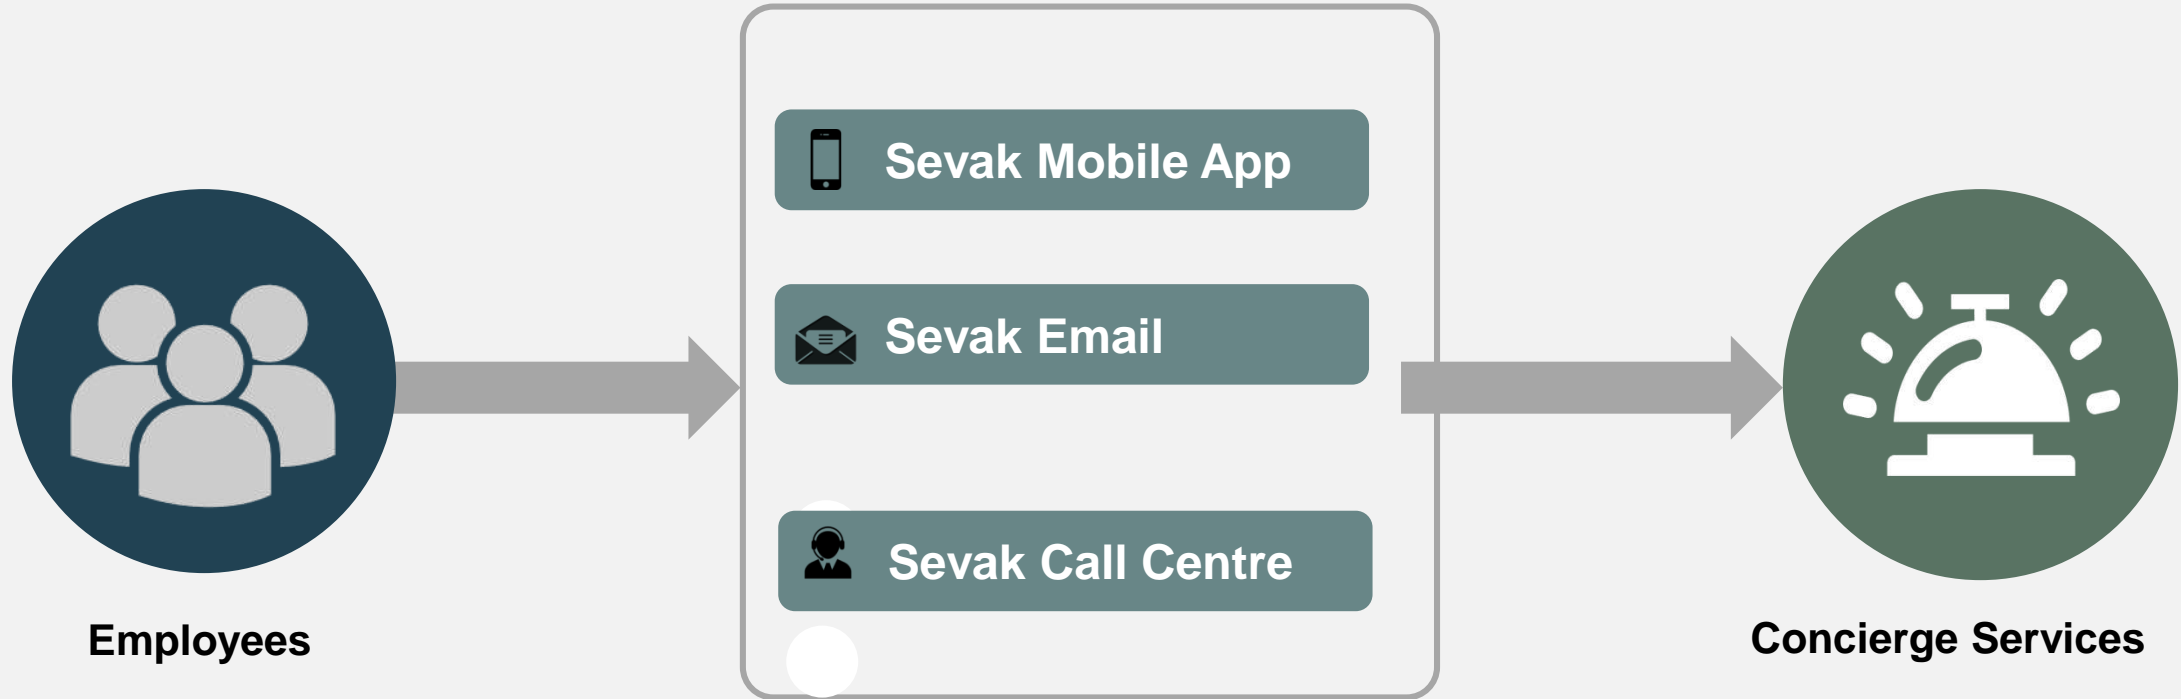 Sevak Mobile App
Sevak Email
Sevak Call Centre
Employees
Concierge Services